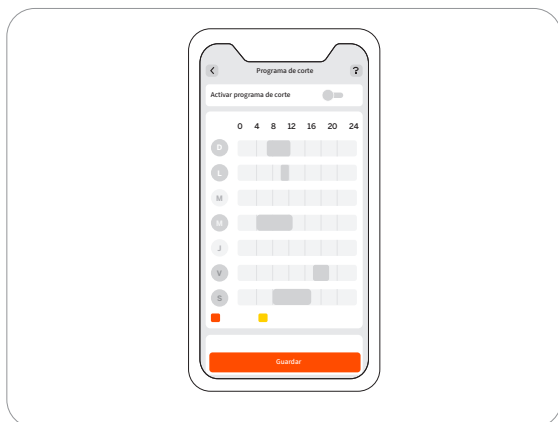 Programa de corte ?
Activar programa de corte
0 4 8 12 16 20 24
D
L
M
M
J
V
S
Guardar